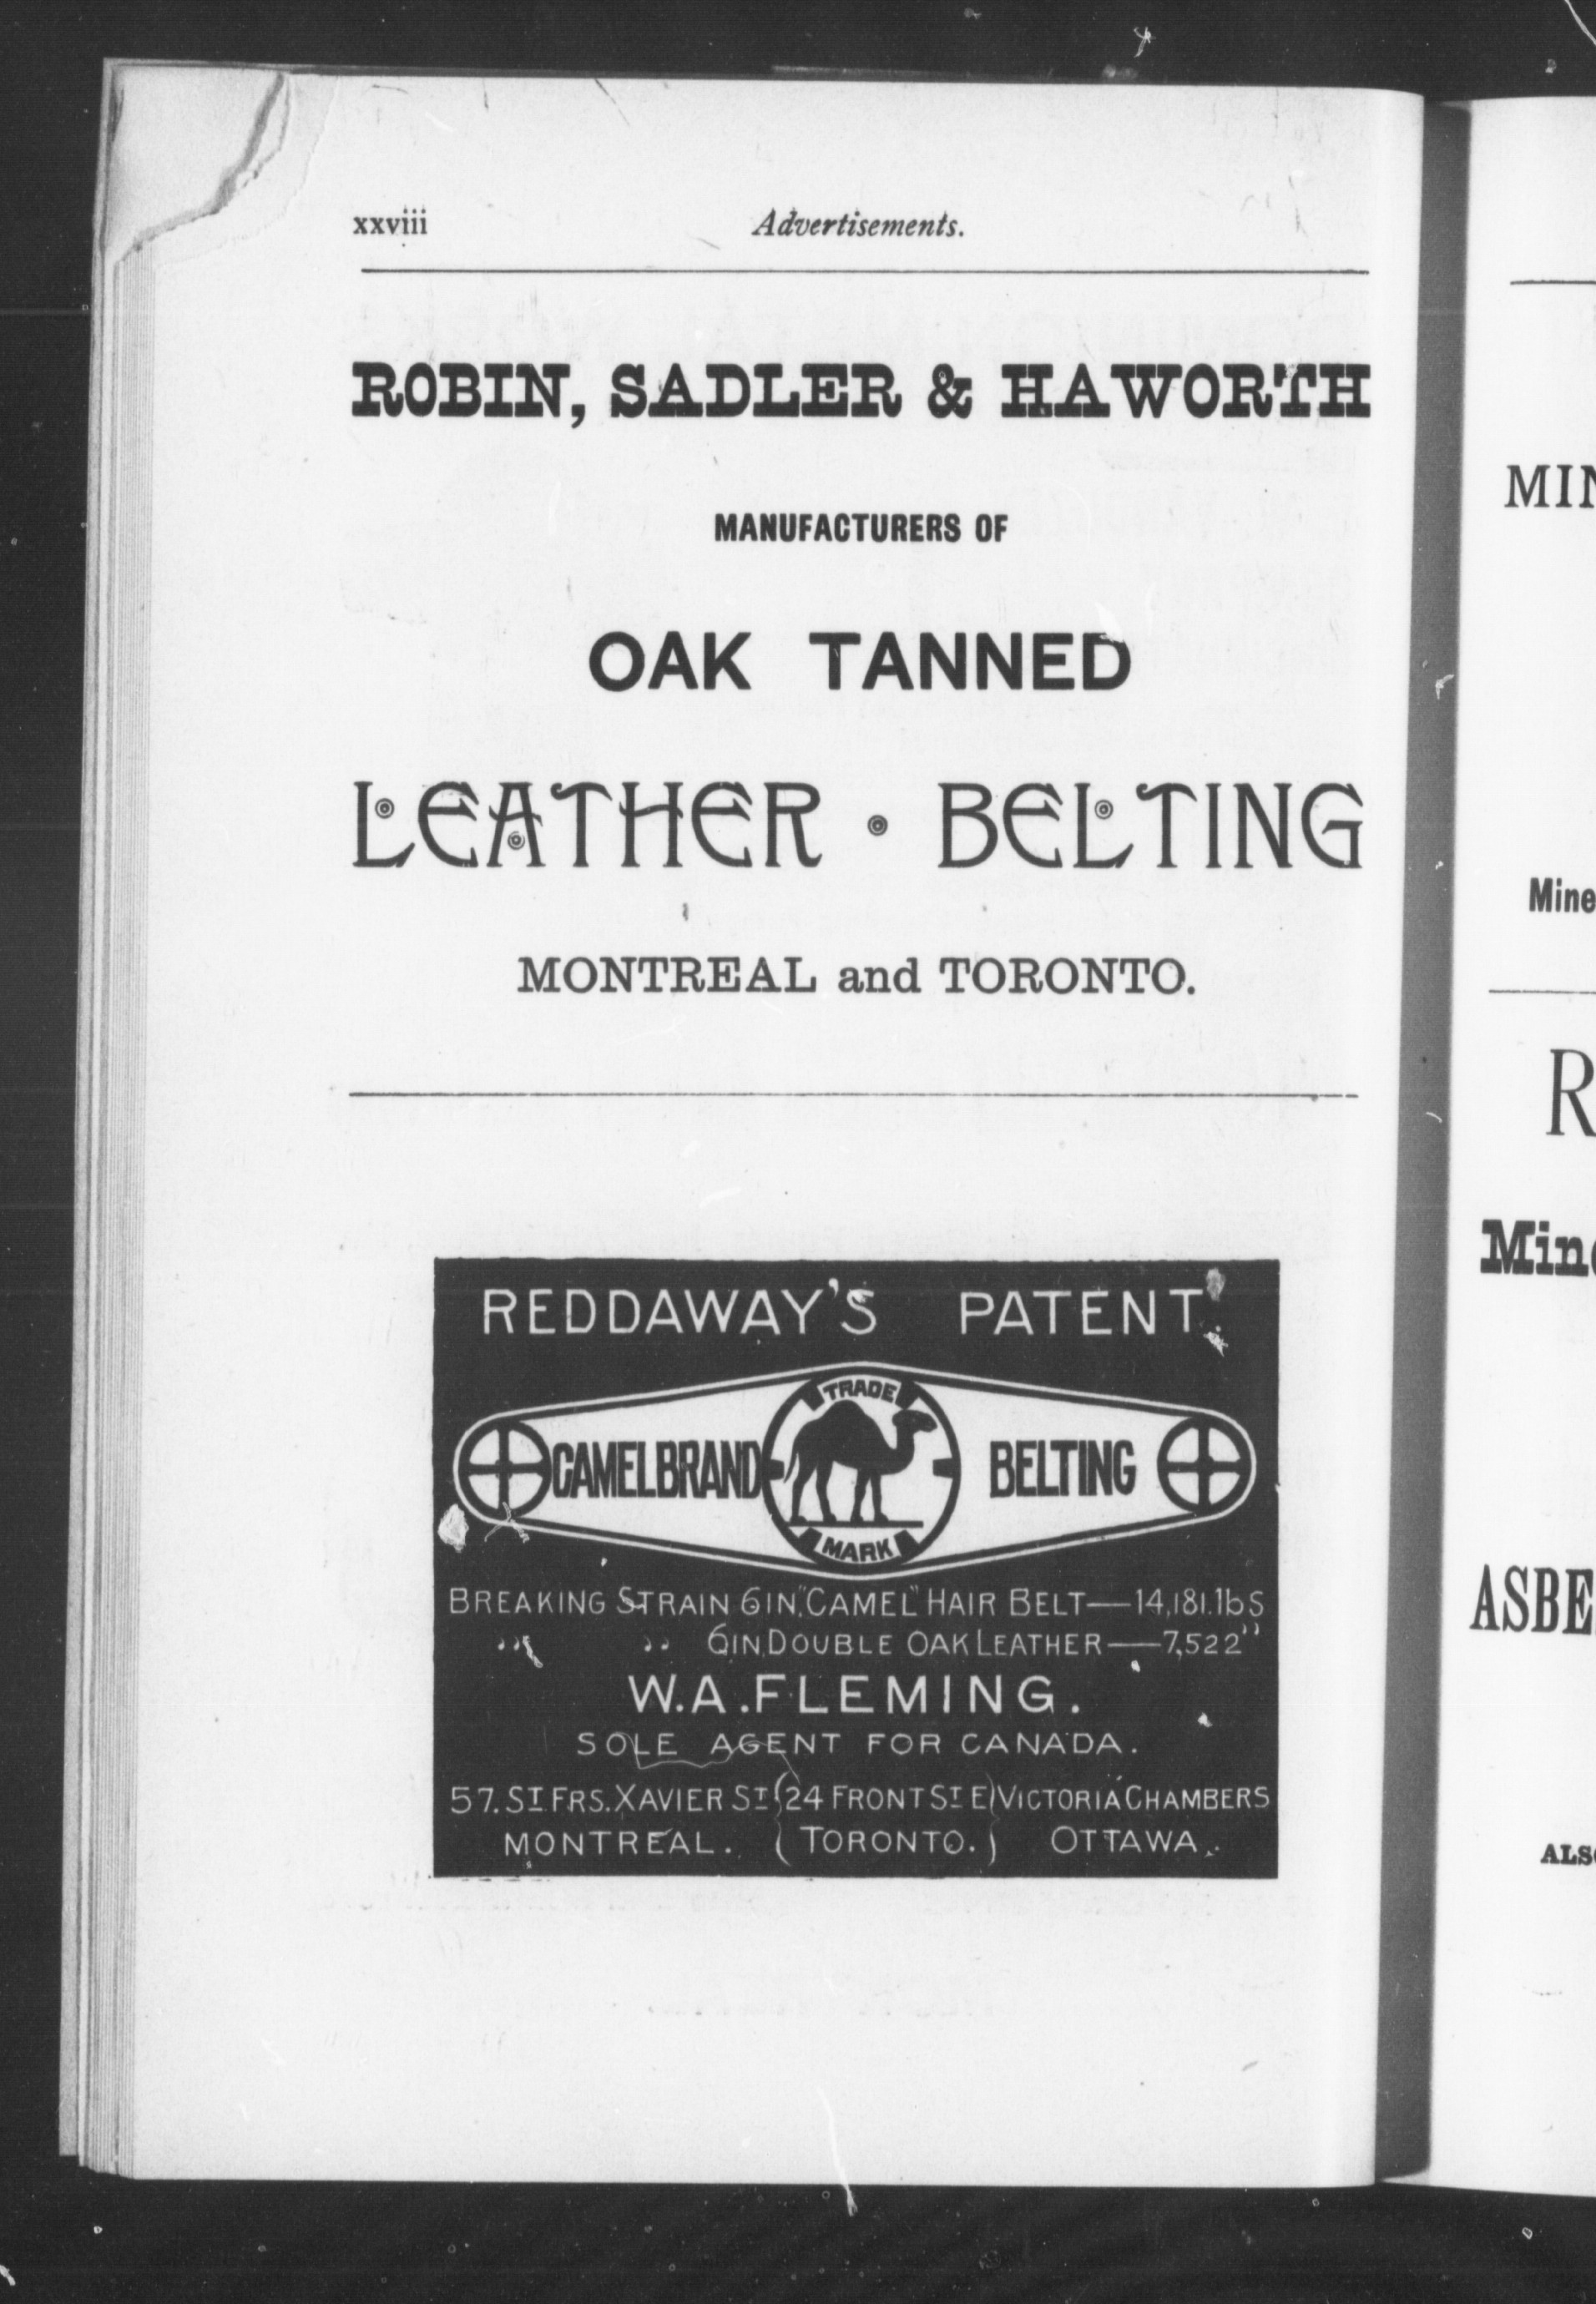 xxviii Advertisements.
ROBIN, SADLER & HAWORTH
MANUFACTURERS OF
OAK TANNED
LEATHER · BELTING
MONTREAL and TORONTO.
REDDAWAY'S PATENT.
TRADE
CAMEL BRAND BELTING
MARK
BREAKING STRAIN 6IN. "CAMEL" HAIR BELT—14,181.lbS
" " 6IN. DOUBLE OAK LEATHER—7,522"
W.A. FLEMING.
SOLE AGENT FOR CANADA.
57. ST. FRS. XAVIER ST. (24 FRONT ST. E) VICTORIA CHAMBERS
MONTREAL. (TORONTO.) OTTAWA.
MIN
Mine
R
Min
ASBE
ALS